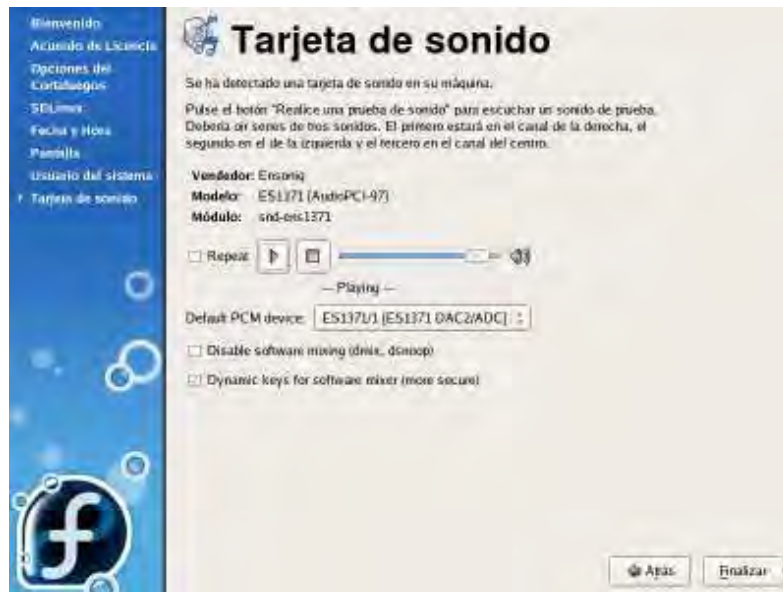 Bienvenido
Acuerdo de Licencia
Opciones del
Cortafuegos
SELinux
Fecha y Hora
Pantalla
Usuario del sistema
Tarjeta de sonido
Tarjeta de sonido
Se ha detectado una tarjeta de sonido en su máquina.
Pulse el botón "Realice una prueba de sonido" para escuchar un sonido de prueba.
Debería oir series de tros sonidos. El primero estará en el canal de la derecha, el
segundo en el de la izquierda y el tercero en el canal del centro.
Vendedor: Ensoniq
Modelo: ES1371 (AudioPCI-97)
Módulo: snd-ens1371
Repeat
— Playing —
Default PCM device: ES1371/1 [ES1371 DAC2/ADC]
Disable software mixing (dmix, dsnoop)
Dynamic keys for software mixer (more secure)
Atrás
Finalizar